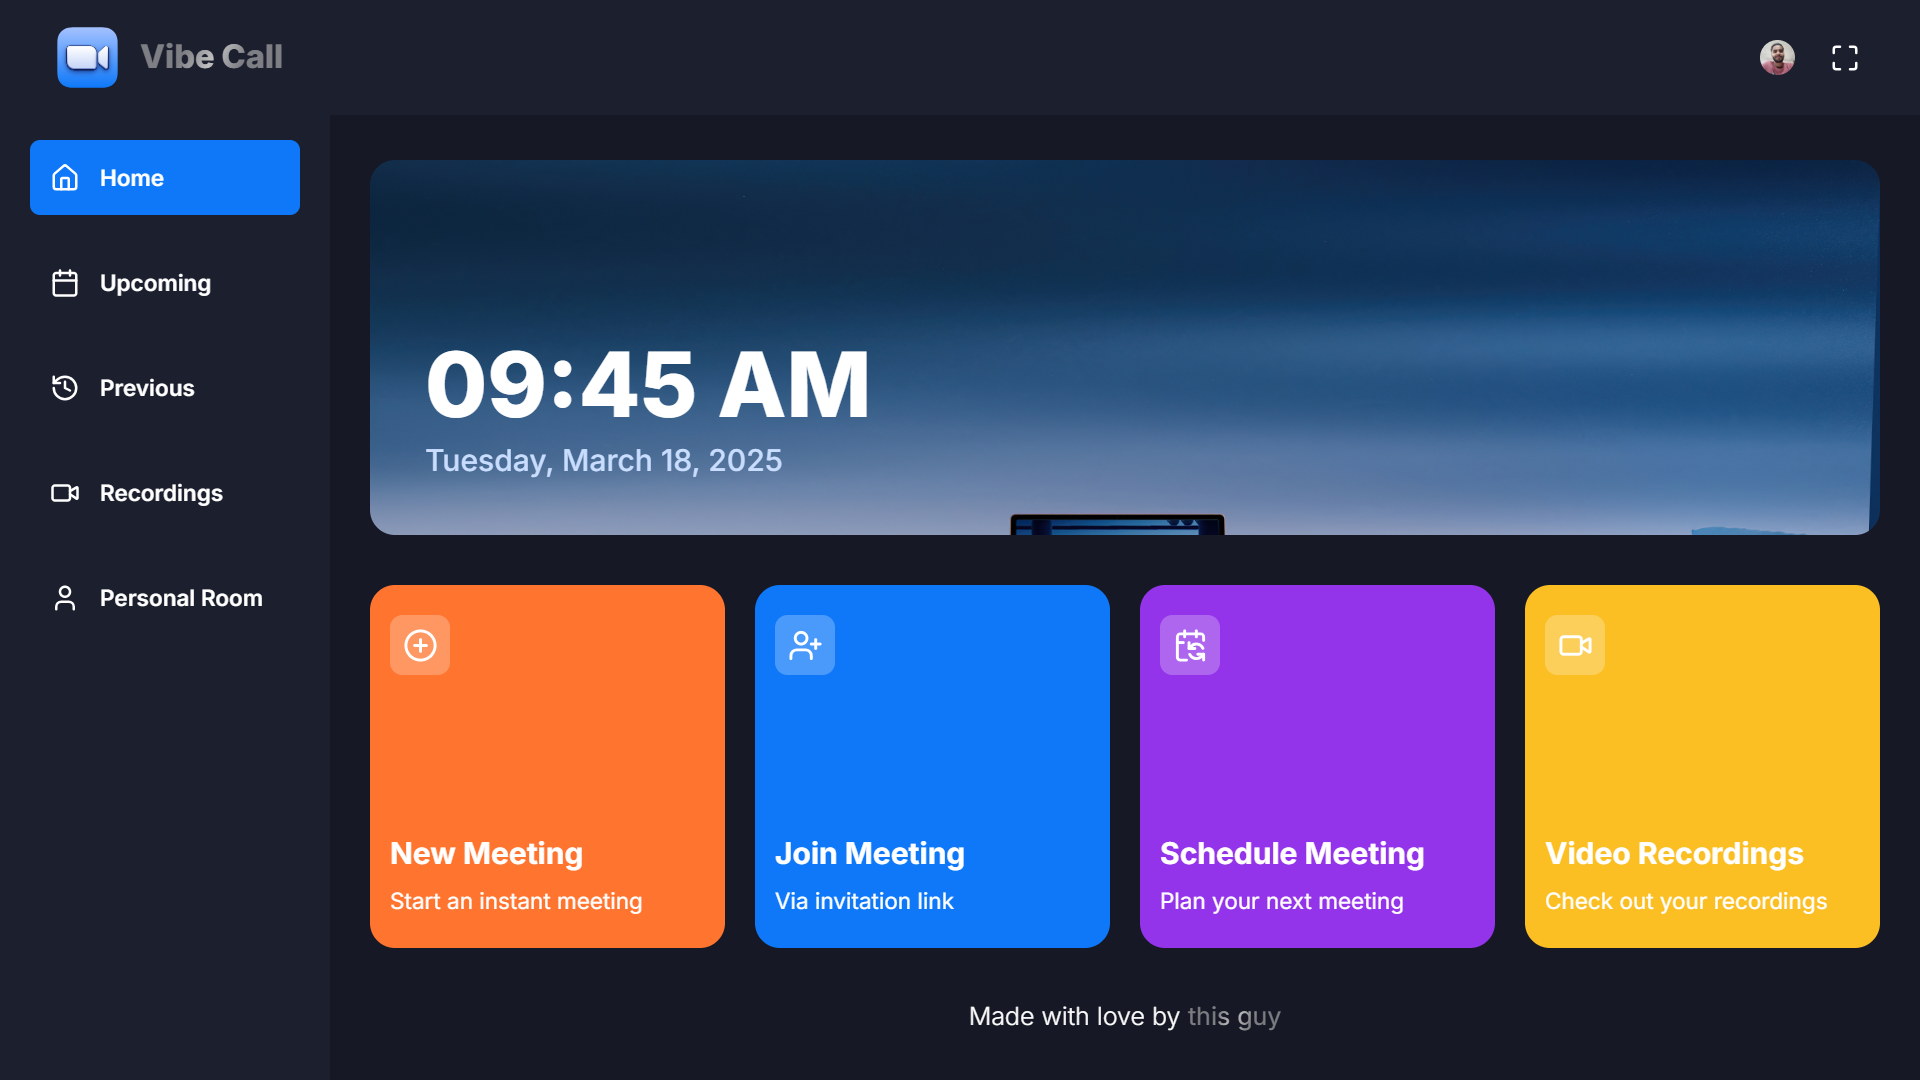 Vibe Call
Home
Upcoming
Previous
Recordings
Personal Room
09:45 AM
Tuesday, March 18, 2025
New Meeting
Start an instant meeting
Join Meeting
Via invitation link
Schedule Meeting
Plan your next meeting
Video Recordings
Check out your recordings
Made with love by this guy